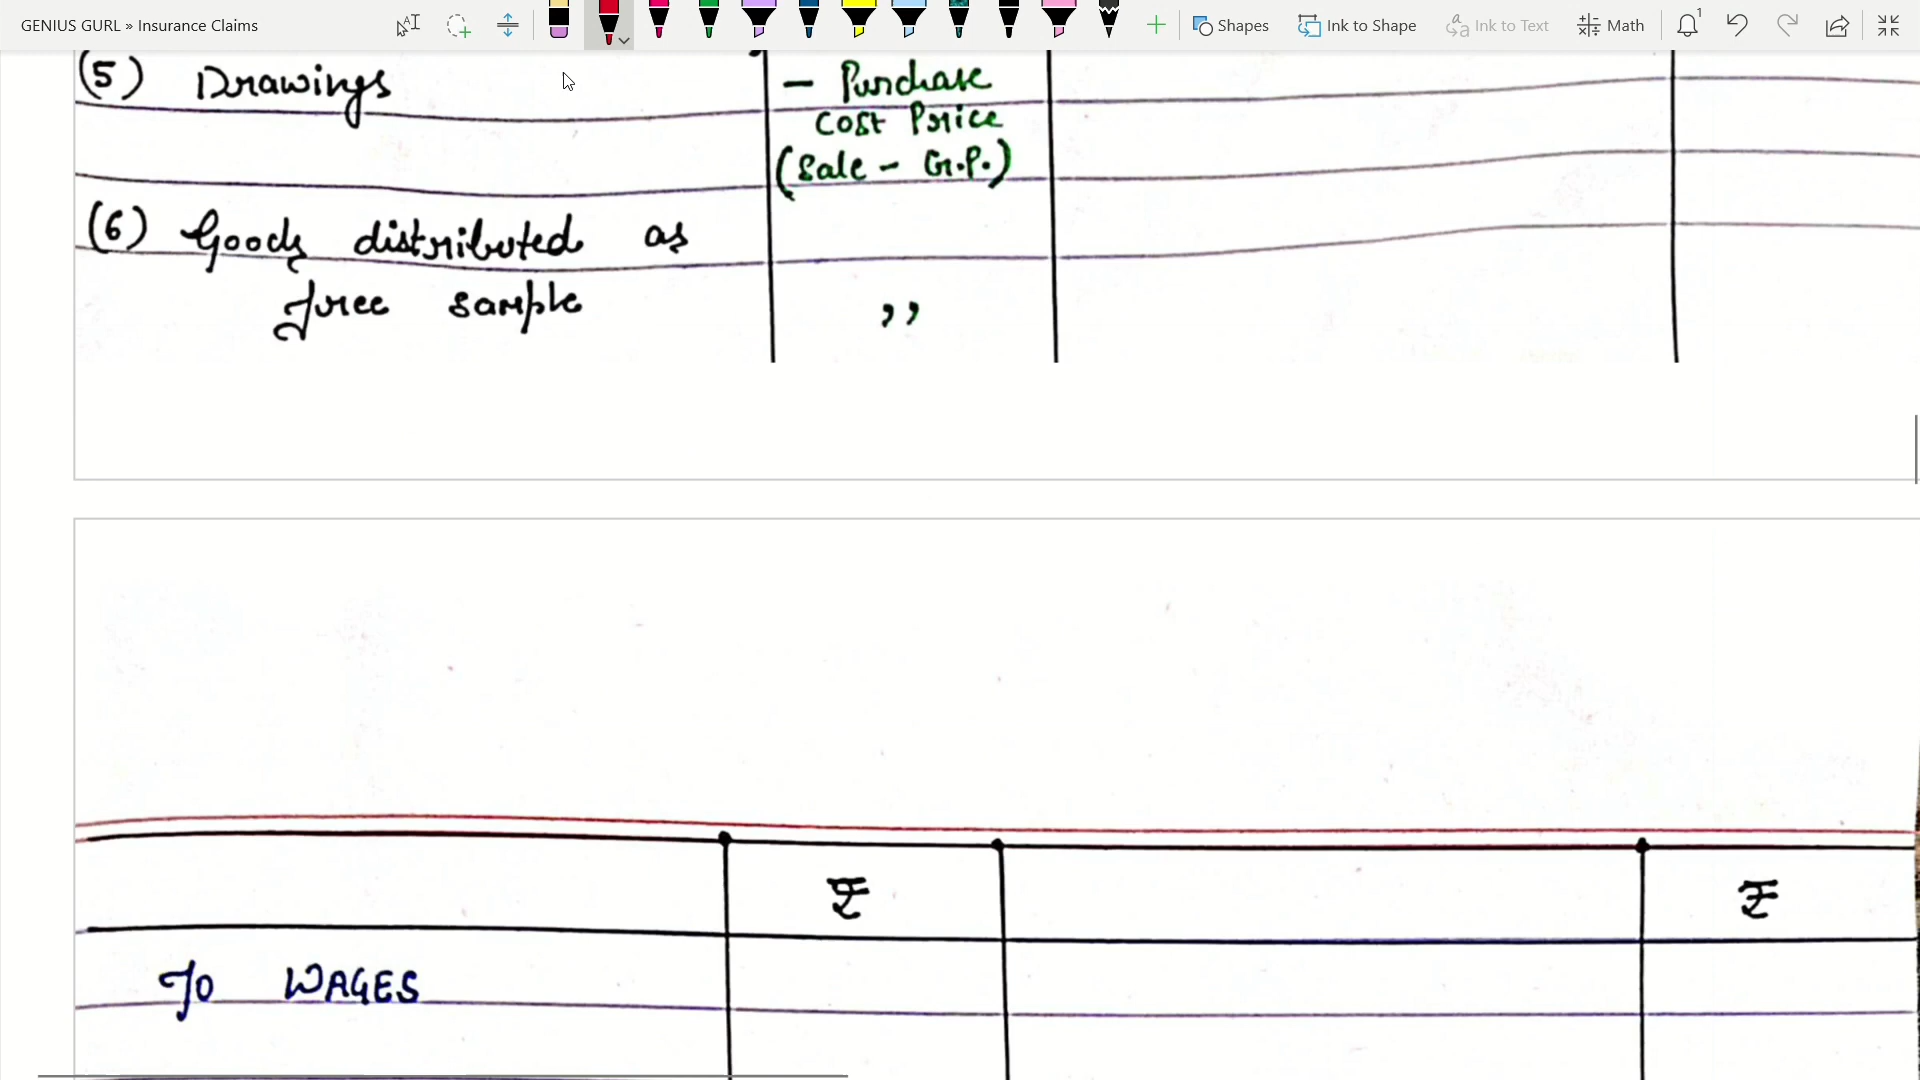 GENIUS GURL » Insurance Claims
Shapes
Ink to Shape
Ink to Text
Math
1
(5) Drawings
- Purchase
Cost Price
(Sale - G.P.)
(6) Goods distributed as
free sample
,,
₹
₹
To WAGES